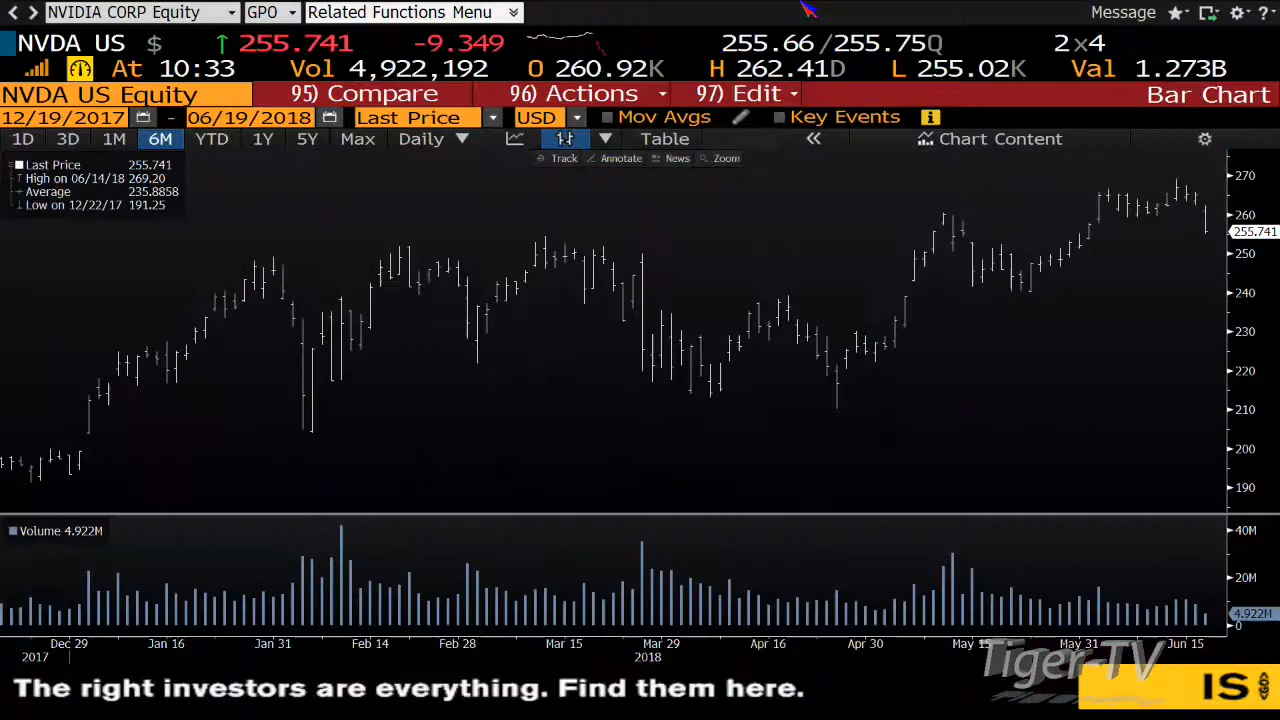 NVIDIA CORP Equity GPO Related Functions Menu Message
NVDA US $ ↑ 255.741 -9.349 255.66/255.75Q 2x4
At 10:33 Vol 4,922,192 O 260.92K H 262.41D L 255.02K Val 1.273B
NVDA US Equity 95) Compare 96) Actions 97) Edit Bar Chart
12/19/2017 - 06/19/2018 Last Price USD Mov Avgs Key Events
1D 3D 1M 6M YTD 1Y 5Y Max Daily Table « Chart Content
Track Annotate News Zoom
Last Price 255.741
High on 06/14/18 269.20
Average 235.8858
Low on 12/22/17 191.25
270
260
255.741
250
240
230
220
210
200
190
Volume 4.922M
40M
20M
4.922M
0
Dec 29 Jan 16 Jan 31 Feb 14 Feb 28 Mar 15 Mar 29 Apr 16 Apr 30 May 15 May 31 Jun 15
2017 2018
Tiger-TV
The right investors are everything. Find them here.
IS